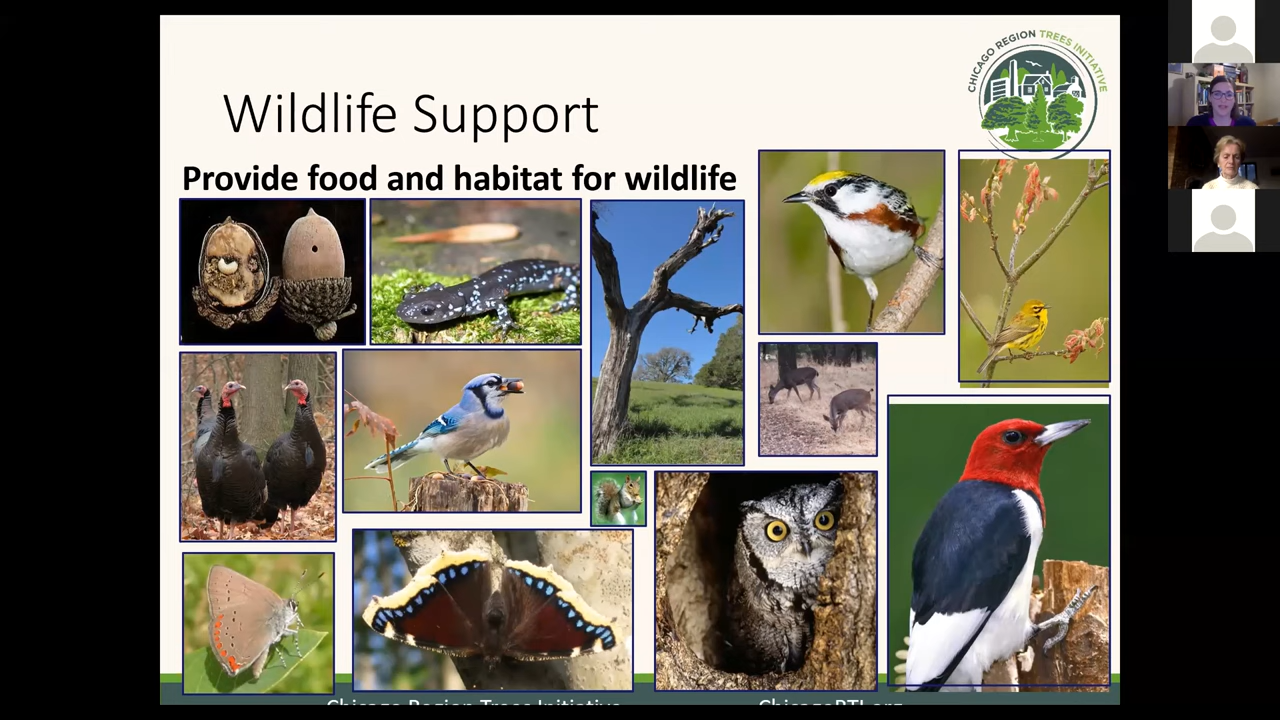 CHICAGO REGION TREES INITIATIVE
Wildlife Support
Provide food and habitat for wildlife
Chicago Region Trees Initiative
ChicagoRTI.org